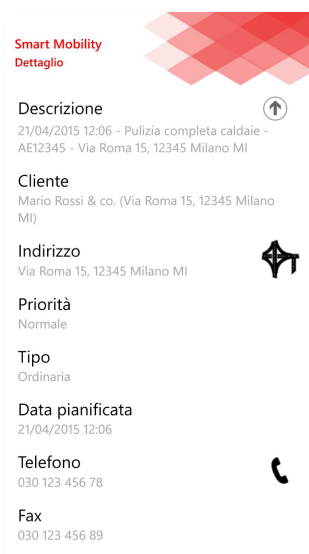 Smart Mobility
Dettaglio
Descrizione
21/04/2015 12:06 - Pulizia completa caldaie -
AE12345 - Via Roma 15, 12345 Milano MI
Cliente
Mario Rossi & co. (Via Roma 15, 12345 Milano
MI)
Indirizzo
Via Roma 15, 12345 Milano MI
Priorità
Normale
Tipo
Ordinaria
Data pianificata
21/04/2015 12:06
Telefono
030 123 456 78
Fax
030 123 456 89